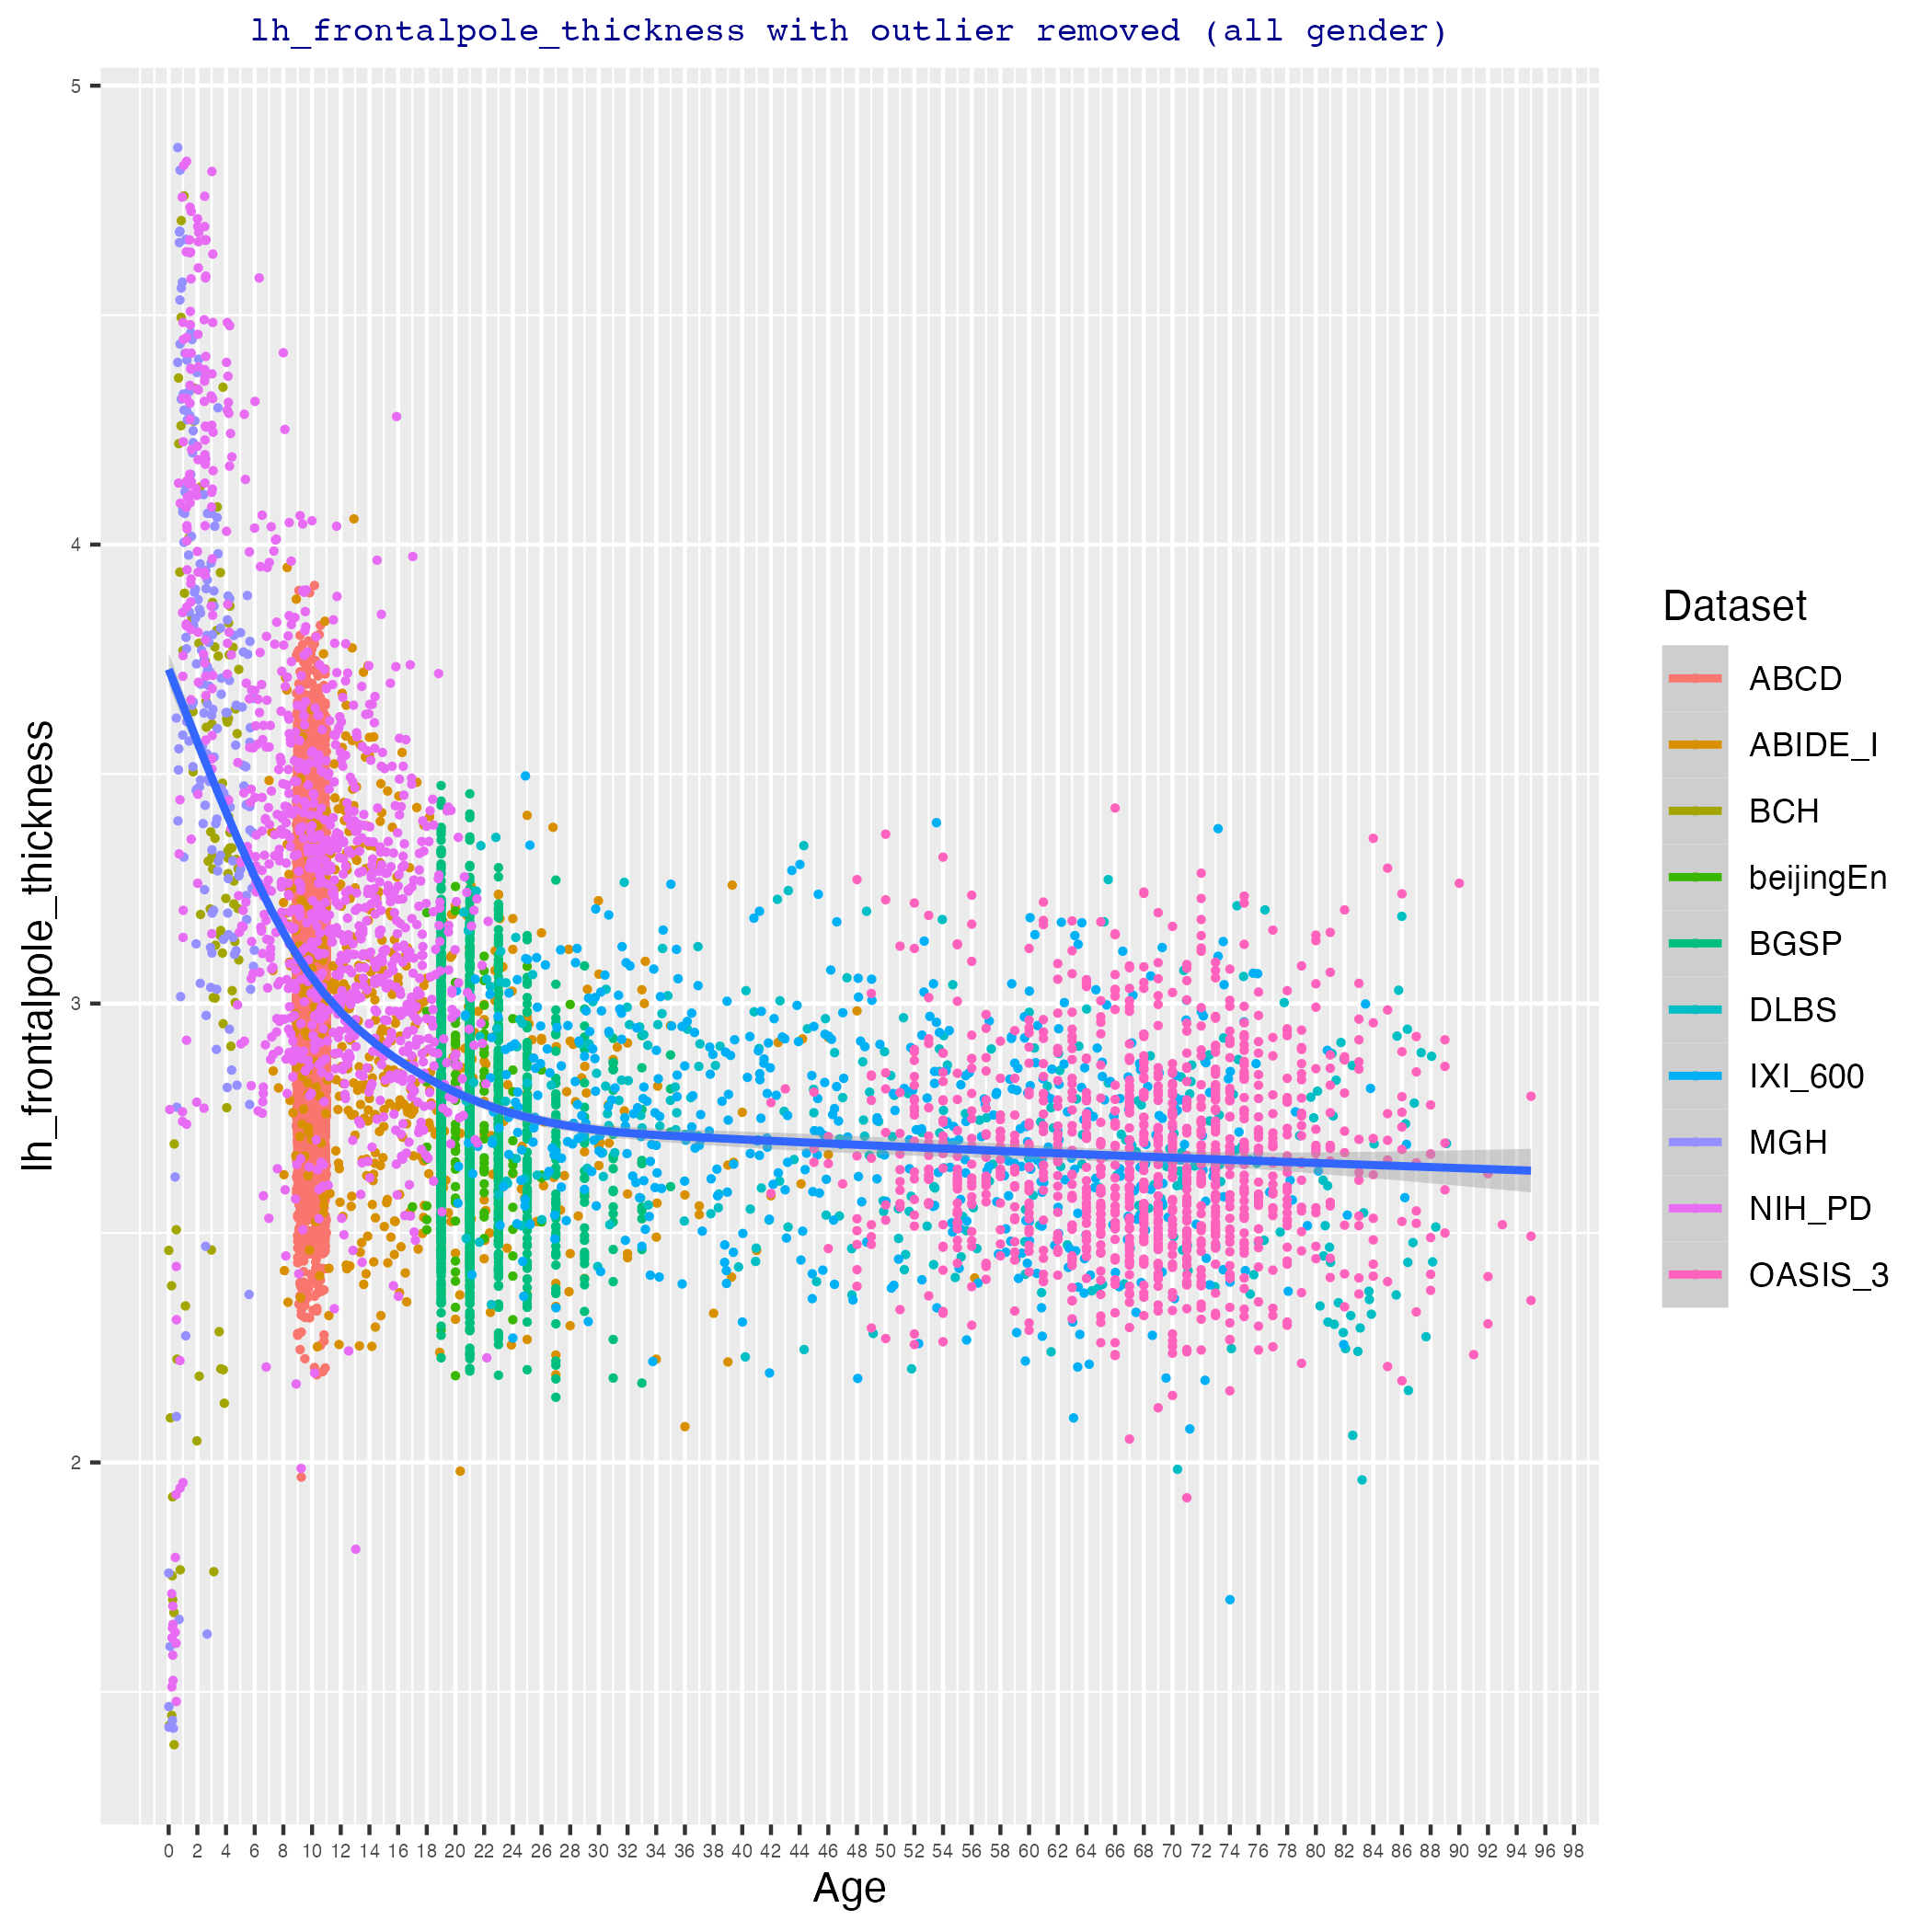 lh_frontalpole_thickness with outlier removed (all gender)
5
4
3
2
lh_frontalpole_thickness
0 2 4 6 8 10 12 14 16 18 20 22 24 26 28 30 32 34 36 38 40 42 44 46 48 50 52 54 56 58 60 62 64 66 68 70 72 74 76 78 80 82 84 86 88 90 92 94 96 98
Age
Dataset
ABCD
ABIDE_I
BCH
beijingEn
BGSP
DLBS
IXI_600
MGH
NIH_PD
OASIS_3